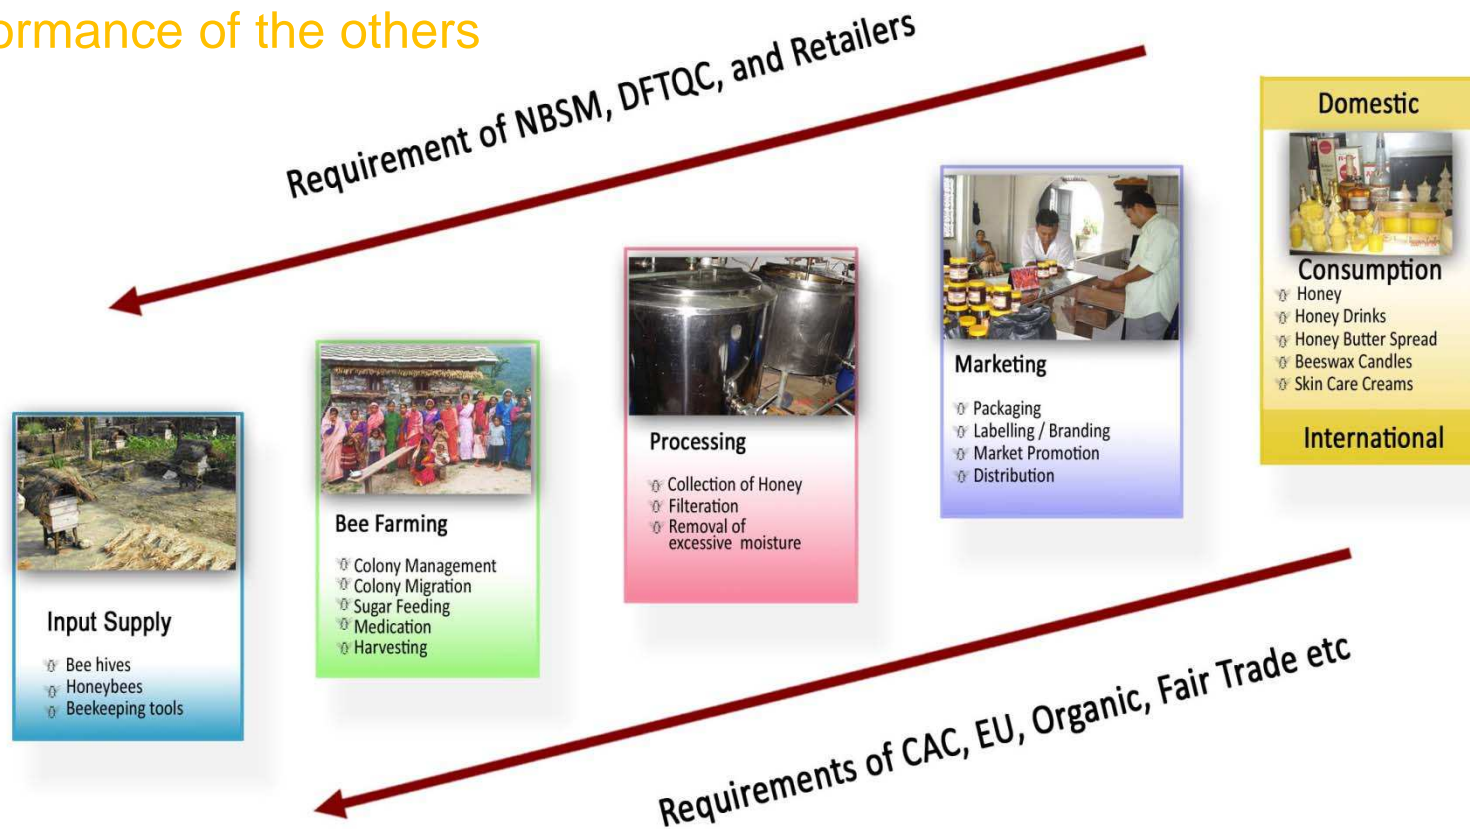 ormance of the others
Requirement of NBSM, DFTQC, and Retailers
Input Supply
Bee hives
Honeybees
Beekeeping tools
Bee Farming
Colony Management
Colony Migration
Sugar Feeding
Medication
Harvesting
Processing
Collection of Honey
Filteration
Removal of
excessive moisture
Marketing
Packaging
Labelling / Branding
Market Promotion
Distribution
Domestic
Consumption
Honey
Honey Drinks
Honey Butter Spread
Beeswax Candles
Skin Care Creams
International
Requirements of CAC, EU, Organic, Fair Trade etc